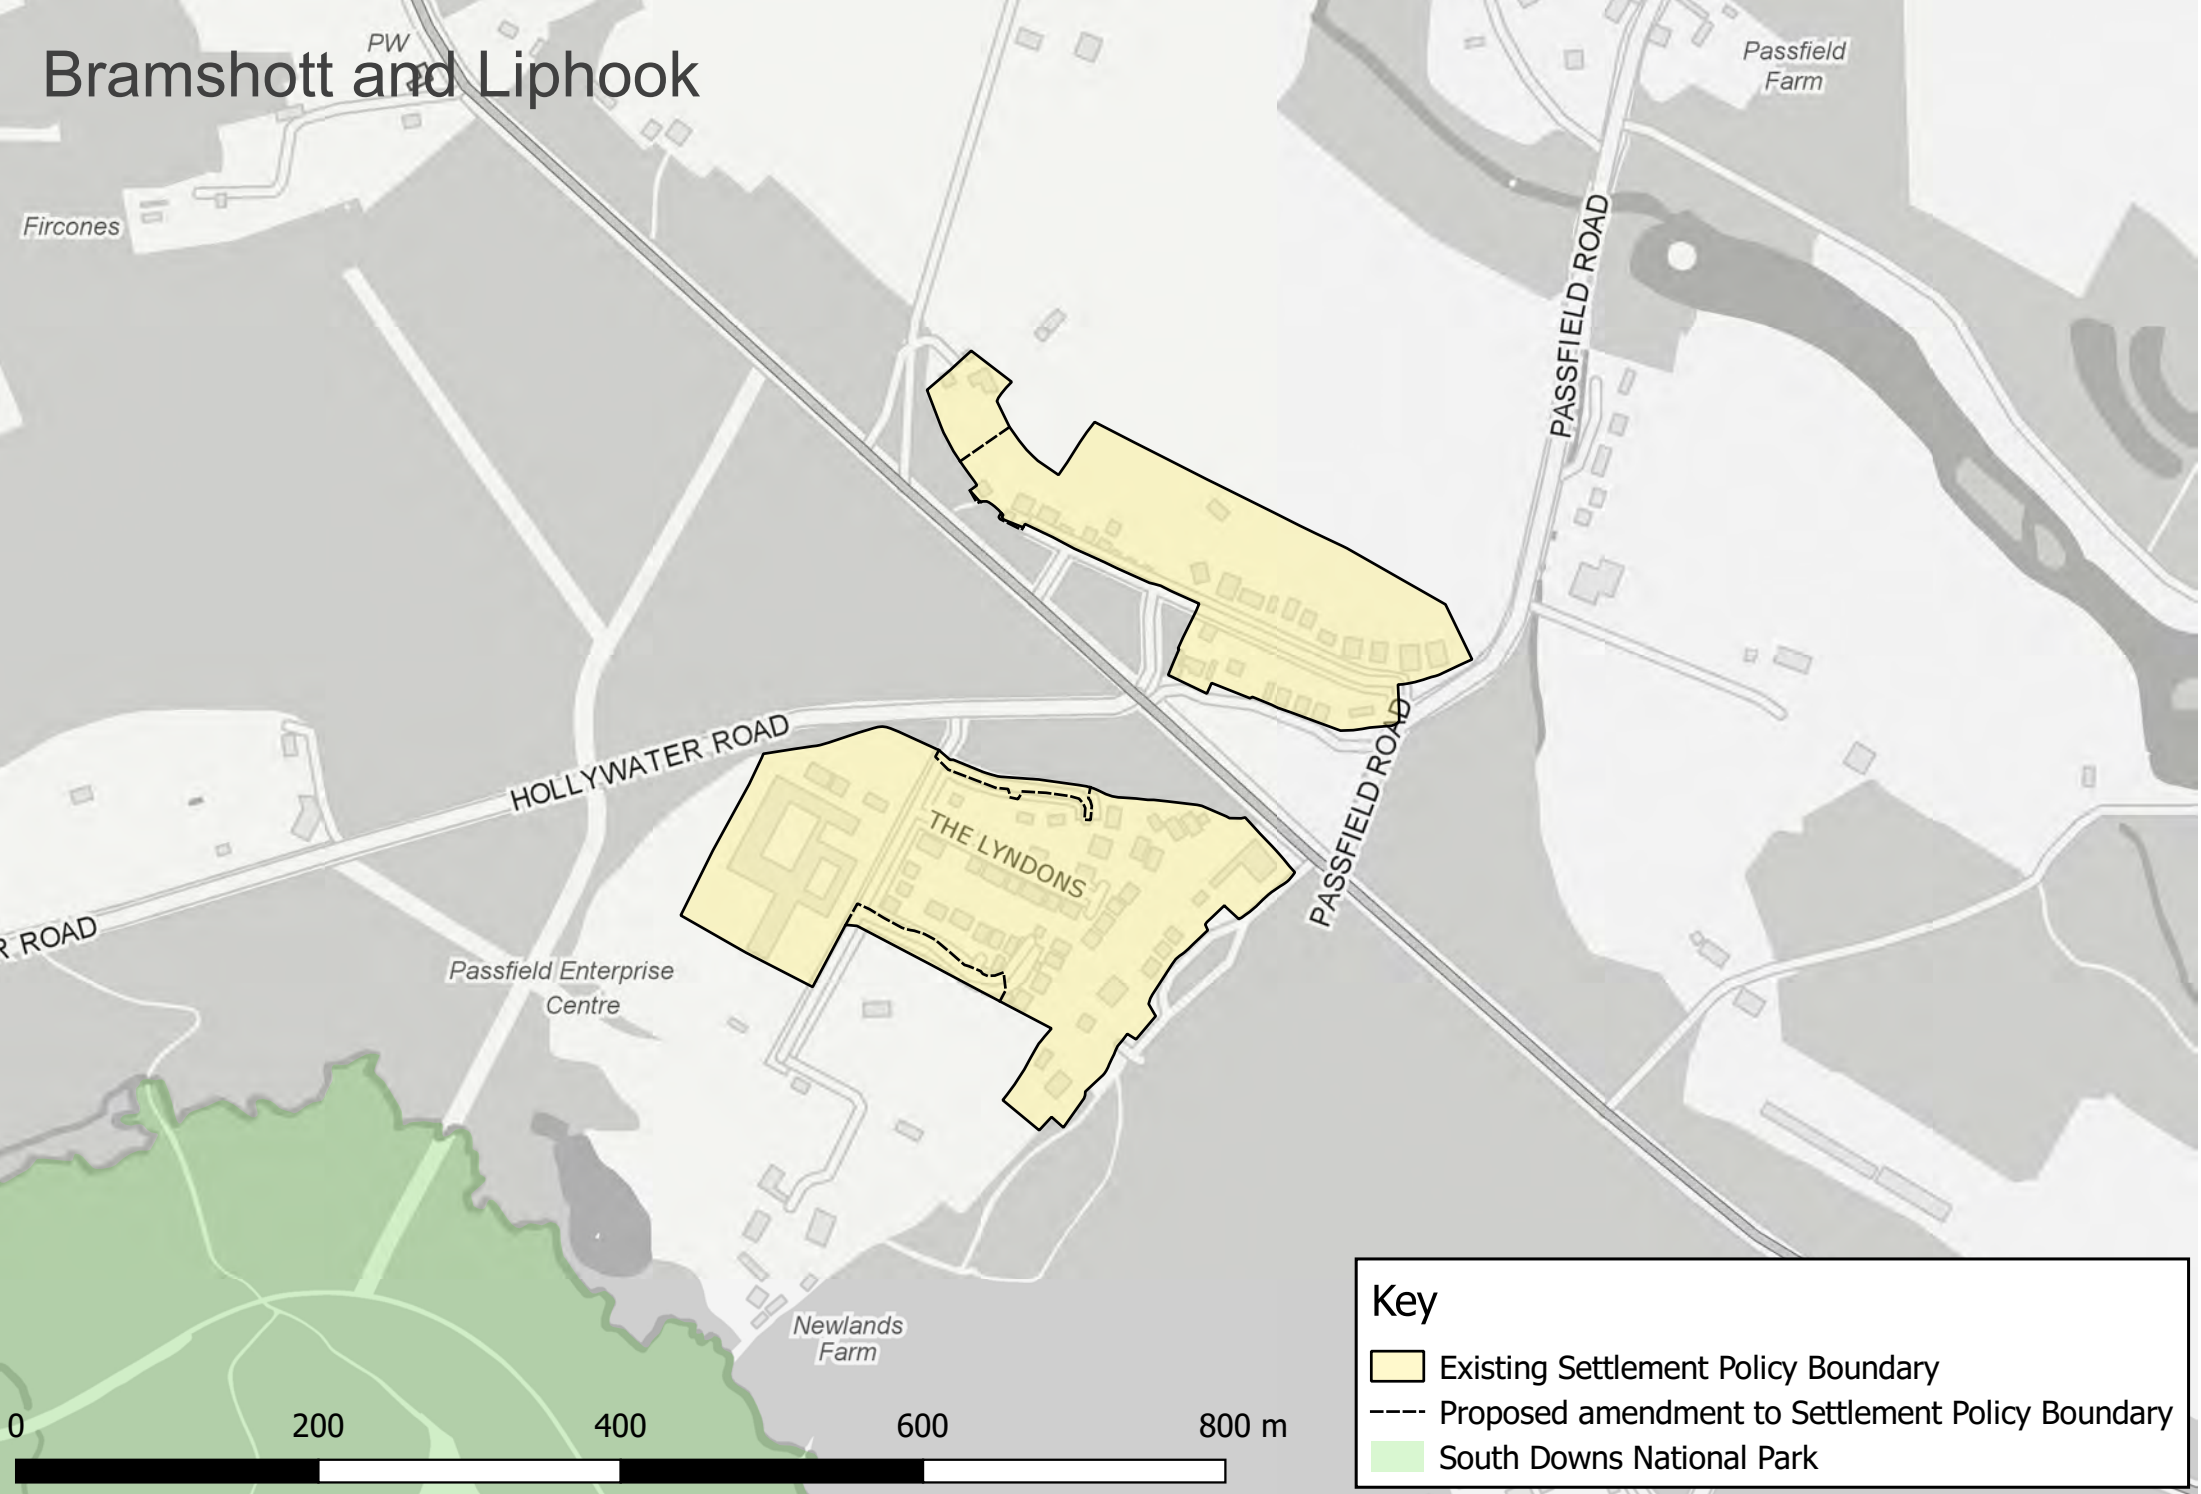 PW
Bramshott and Liphook
Passfield
Farm
Fircones
PASSFIELD ROAD
HOLLYWATER ROAD
PASSFIELD ROAD
THE LYNDONS
R ROAD
Passfield Enterprise
Centre
Newlands
Farm
Key
Existing Settlement Policy Boundary
Proposed amendment to Settlement Policy Boundary
South Downs National Park
0 200 400 600 800 m